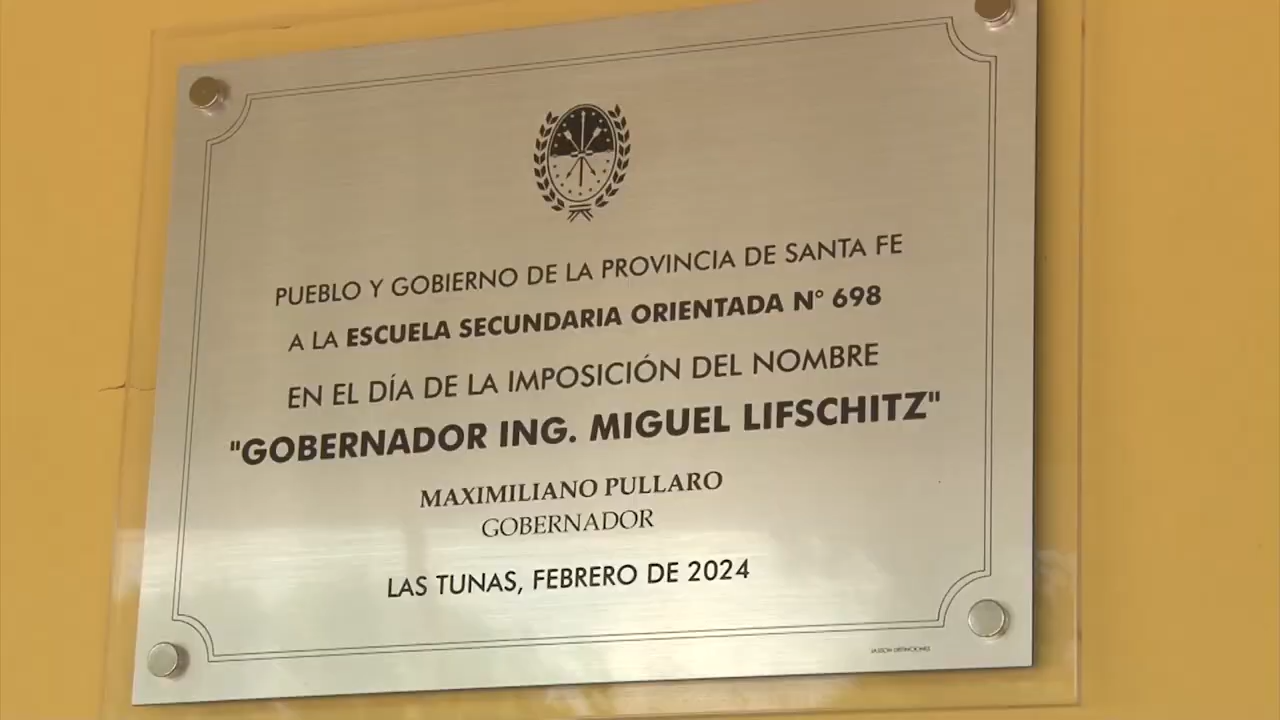 PUEBLO Y GOBIERNO DE LA PROVINCIA DE SANTA FE
A LA ESCUELA SECUNDARIA ORIENTADA N° 698
EN EL DÍA DE LA IMPOSICIÓN DEL NOMBRE
"GOBERNADOR ING. MIGUEL LIFSCHITZ"
MAXIMILIANO PULLARO
GOBERNADOR
LAS TUNAS, FEBRERO DE 2024